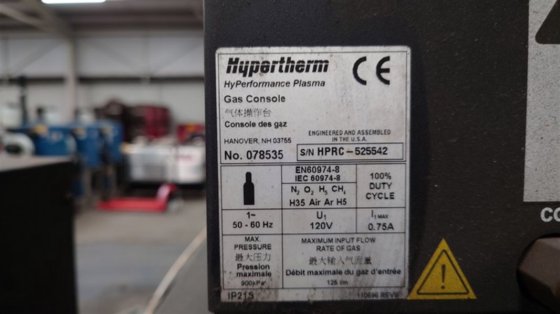 Hypertherm CE
HyPerformance Plasma
Gas Console
气体操作台
Console des gaz
ENGINEERED AND ASSEMBLED
IN THE U.S.A.
HANOVER, NH 03755
No. 078535 S/N HPRC-525542
EN60974-8
IEC 60974-8
N₂ O₂ H₅ CH₄
H35 Air Ar H5
100%
DUTY
CYCLE
1~
50 - 60 Hz
U₁
120V
I₁ MAX
0.75A
MAX.
PRESSURE
最大压力
Pression
maximale
900kPa
MAXIMUM INPUT FLOW
RATE OF GAS
最大输入气流量
Débit maximale du gaz d'entrée
IP21S
CO